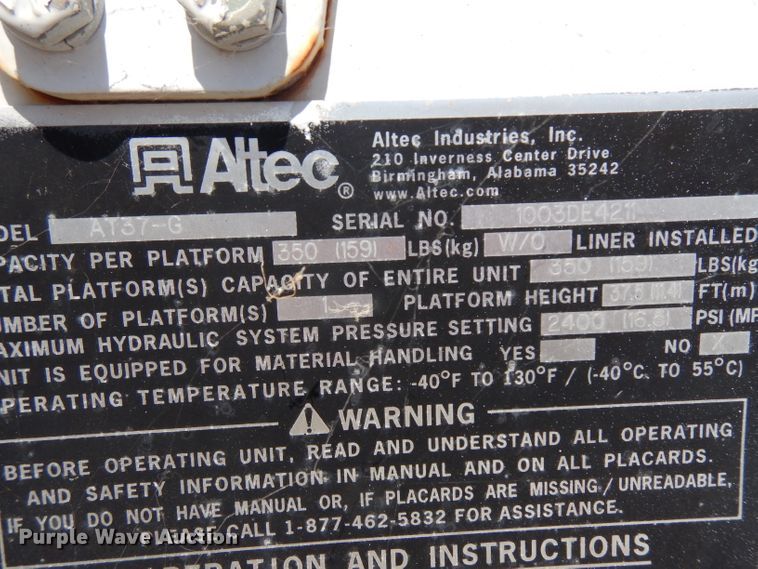 Altec®
Altec Industries, Inc.
210 Inverness Center Drive
Birmingham, Alabama 35242
www.Altec.com
DEL AT37-G SERIAL NO. 1003DE4211
PACITY PER PLATFORM 350 (159) LBS(kg) W/O LINER INSTALLED
TAL PLATFORM(S) CAPACITY OF ENTIRE UNIT 350 (159) LBS(kg
NUMBER OF PLATFORM(S) 1 PLATFORM HEIGHT 37.5 FT(m)
AXIMUM HYDRAULIC SYSTEM PRESSURE SETTING 2400 (16.5) PSI (MP
NIT IS EQUIPPED FOR MATERIAL HANDLING YES NO X
PERATING TEMPERATURE RANGE: -40°F TO 130°F / (-40°C TO 55°C)
WARNING
BEFORE OPERATING UNIT, READ AND UNDERSTAND ALL OPERATING
AND SAFETY INFORMATION IN MANUAL AND ON ALL PLACARDS.
IF YOU DO NOT HAVE MANUAL OR, IF PLACARDS ARE MISSING/UNREADABLE,
PLEASE CALL 1-877-462-5832 FOR ASSISTANCE.
PERATION AND INSTRUCTIONS
Purple Wave Auction